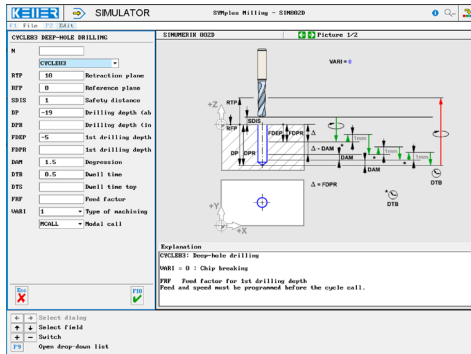 KELLER SIMULATOR SYMplus Milling - SIN802D
F1 File F2 Edit
CYCLE83 DEEP-HOLE DRILLING
N
CYCLE83
RTP 10 Retraction plane
RFP 0 Reference plane
SDIS 1 Safety distance
DP -19 Drilling depth (ab
DPR Drilling depth (in
FDEP -5 1st drilling depth
FDPR 1st drilling depth
DAM 1.5 Degression
DTB 0.5 Dwell time
DTS Dwell time top
FRF Feed factor
VARI 1 Type of machining
MCALL Modal call
Esc
F10
SINUMERIK 802D Picture 1/2
VARI = 0
+Z
RTP
SDIS
RFP
FDEP FDPR Δ
1mm
DP DPR
Δ - DAM
DAM
1mm
DAM
Δ = FDPR
DTB
DTB
+Y
+X
Explanation
CYCLE83: Deep-hole drilling
VARI = 0 : Chip breaking
FRF Feed factor for 1st drilling depth
Feed and speed must be programmed before the cycle call.
Select dialog
Select field
+ - Switch
F9 Open drop-down list